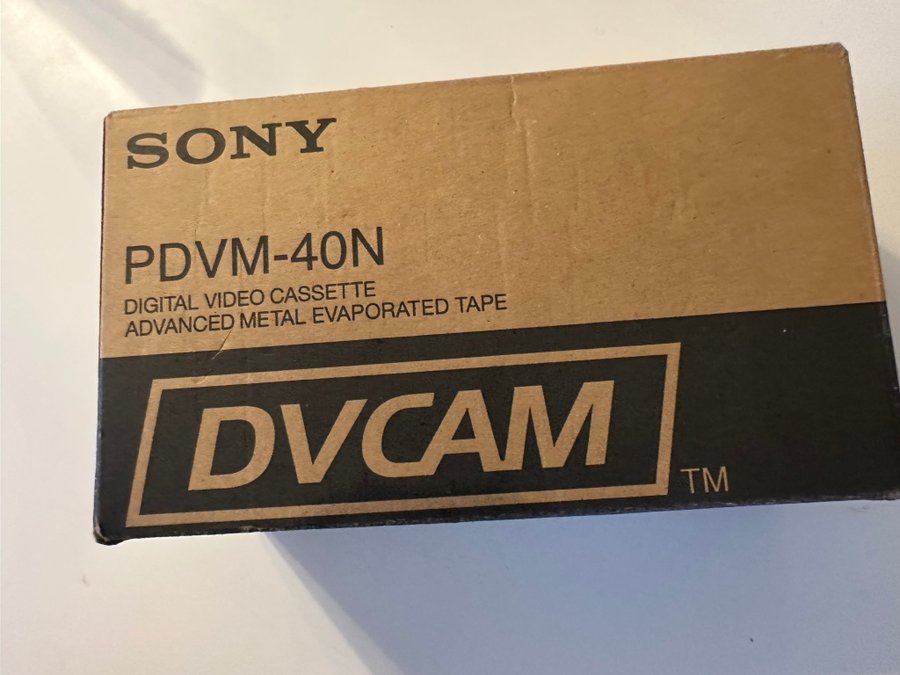 SONY
PDVM-40N
DIGITAL VIDEO CASSETTE
ADVANCED METAL EVAPORATED TAPE
DVCAM
TM